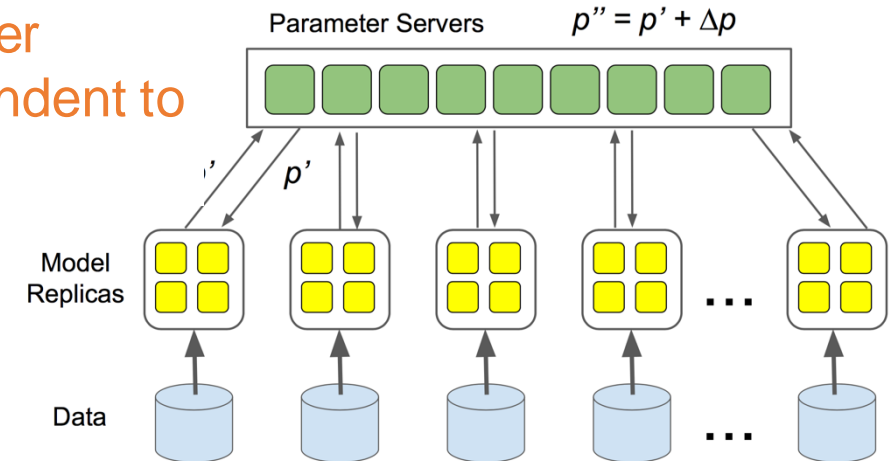 er
ndent to
Parameter Servers
p'' = p' + Δp
p'
Model
Replicas
...
Data
...